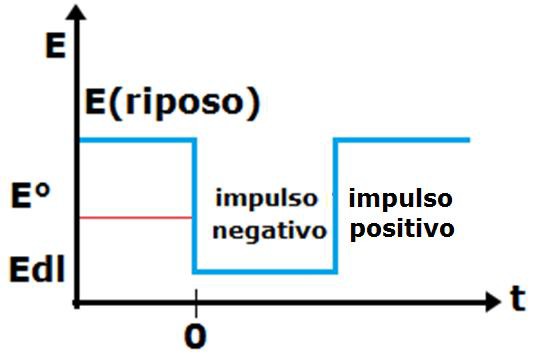 E
E(riposo)
E°
impulso
negativo
impulso
positivo
Edl
t
0